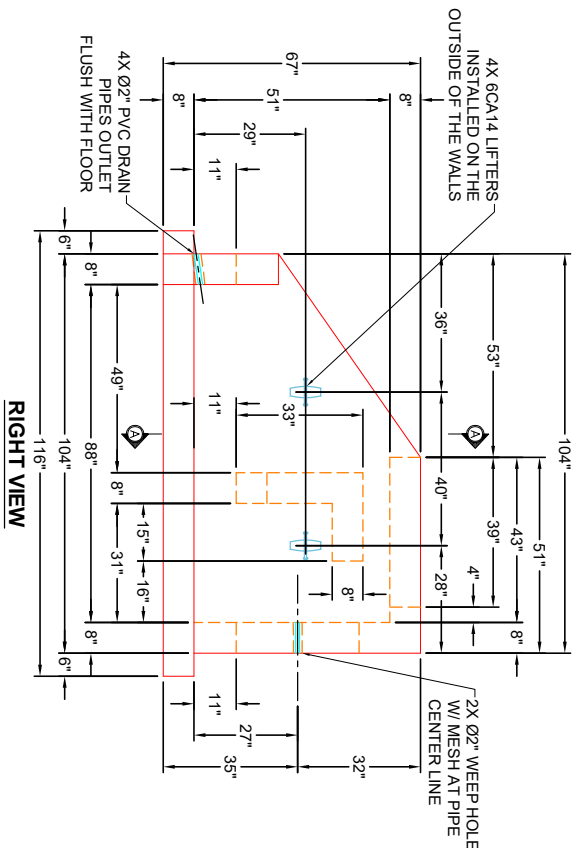 4X 6CA14 LIFTERS
INSTALLED ON THE
OUTSIDE OF THE WALLS
4X Ø2" PVC DRAIN
PIPES OUTLET
FLUSH WITH FLOOR
2X Ø2" WEEP HOLE
W/ MESH AT PIPE
CENTER LINE
104"
53"
51"
43"
39"
4"
8"
36"
40"
28"
67"
8"
51"
8"
29"
11"
33"
11"
8"
A
A
32"
27"
35"
11"
15"
16"
49"
8"
31"
6"
8"
88"
8"
6"
104"
116"
RIGHT VIEW